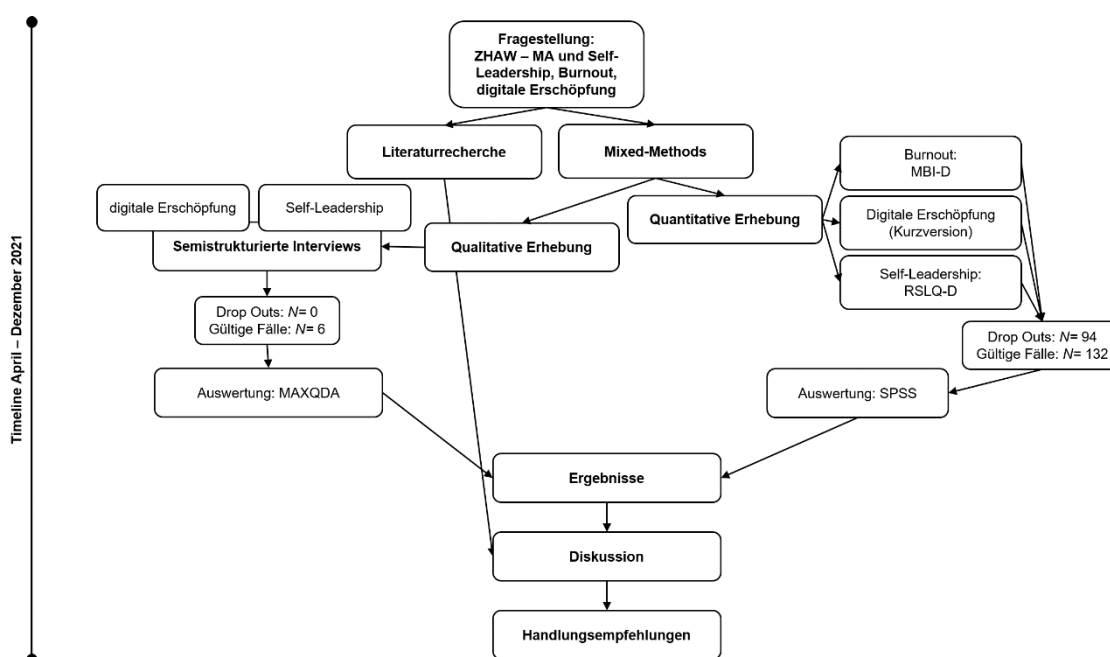 Timeline April – Dezember 2021
Fragestellung:
ZHAW – MA und Self-
Leadership, Burnout,
digitale Erschöpfung
Literaturrecherche
Mixed-Methods
Burnout:
MBI-D
digitale Erschöpfung
Self-Leadership
Quantitative Erhebung
Digitale Erschöpfung
(Kurzversion)
Semistrukturierte Interviews
Qualitative Erhebung
Self-Leadership:
RSLQ-D
Drop Outs: N= 0
Gültige Fälle: N= 6
Drop Outs: N= 94
Gültige Fälle: N= 132
Auswertung: MAXQDA
Auswertung: SPSS
Ergebnisse
Diskussion
Handlungsempfehlungen